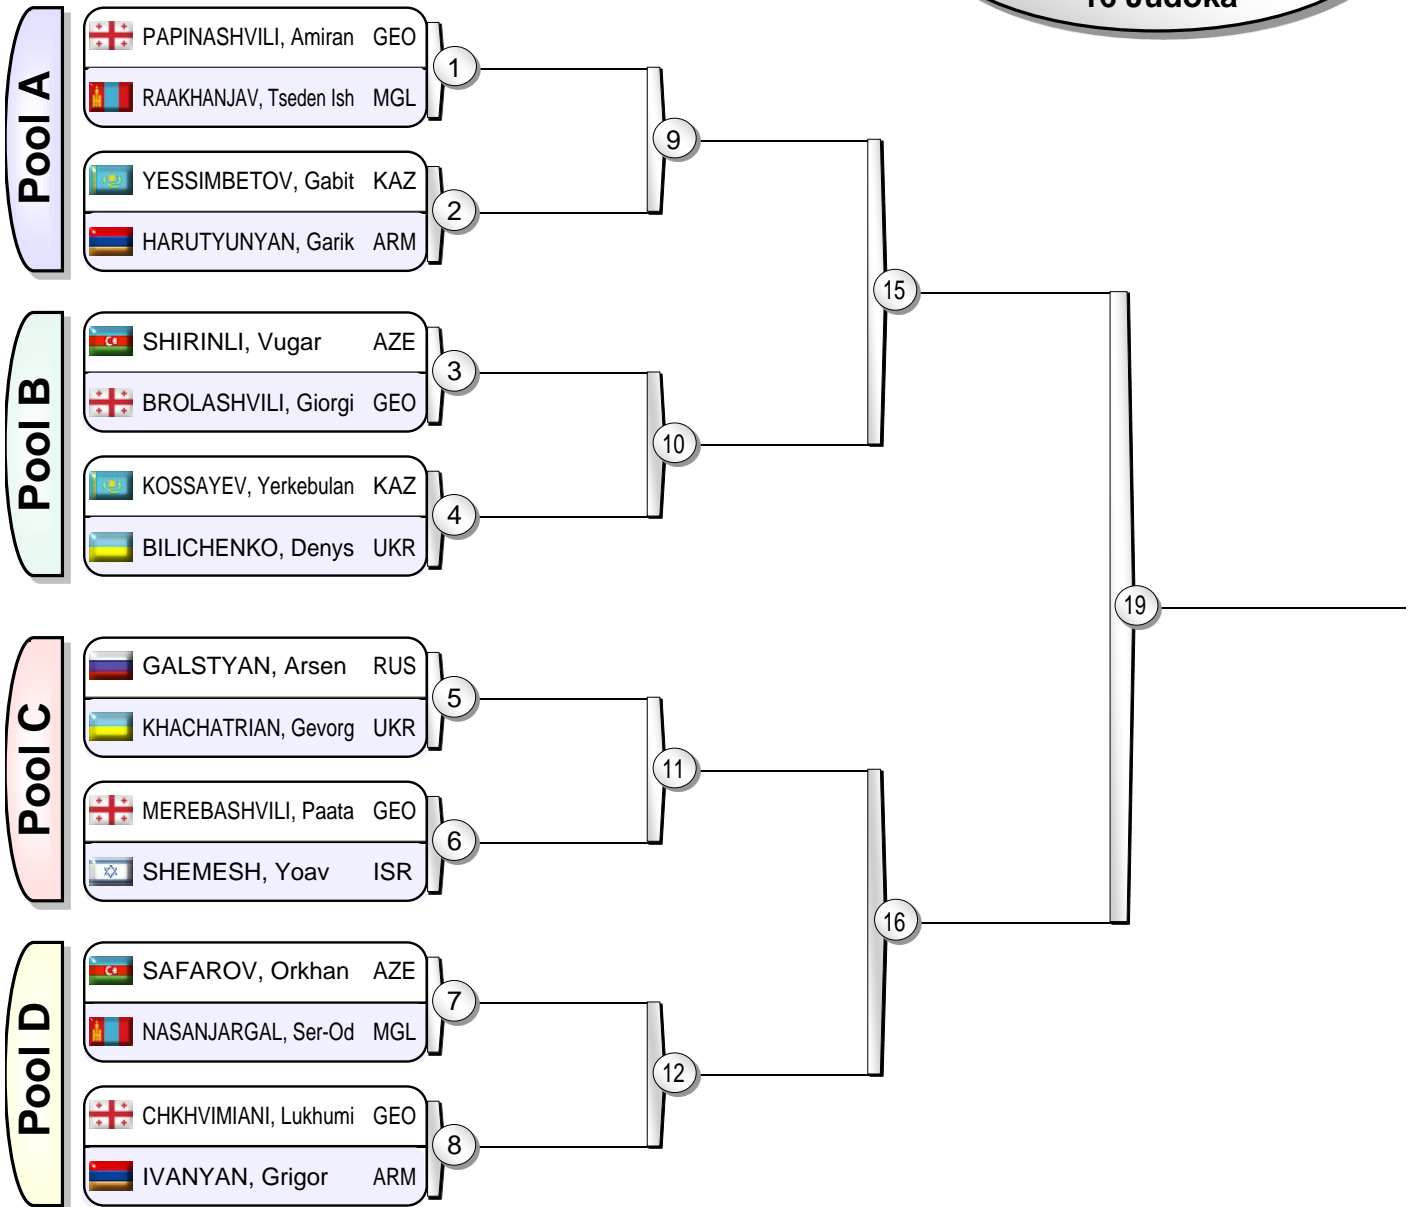 16 Judoka
Pool A
PAPINASHVILI, Amiran GEO
RAAKHANJAV, Tseden Ish MGL
1
YESSIMBETOV, Gabit KAZ
HARUTYUNYAN, Garik ARM
2
9
Pool B
SHIRINLI, Vugar AZE
BROLASHVILI, Giorgi GEO
3
KOSSAYEV, Yerkebulan KAZ
BILICHENKO, Denys UKR
4
10
15
Pool C
GALSTYAN, Arsen RUS
KHACHATRIAN, Gevorg UKR
5
MEREBASHVILI, Paata GEO
SHEMESH, Yoav ISR
6
11
Pool D
SAFAROV, Orkhan AZE
NASANJARGAL, Ser-Od MGL
7
CHKHVIMIANI, Lukhumi GEO
IVANYAN, Grigor ARM
8
12
16
19